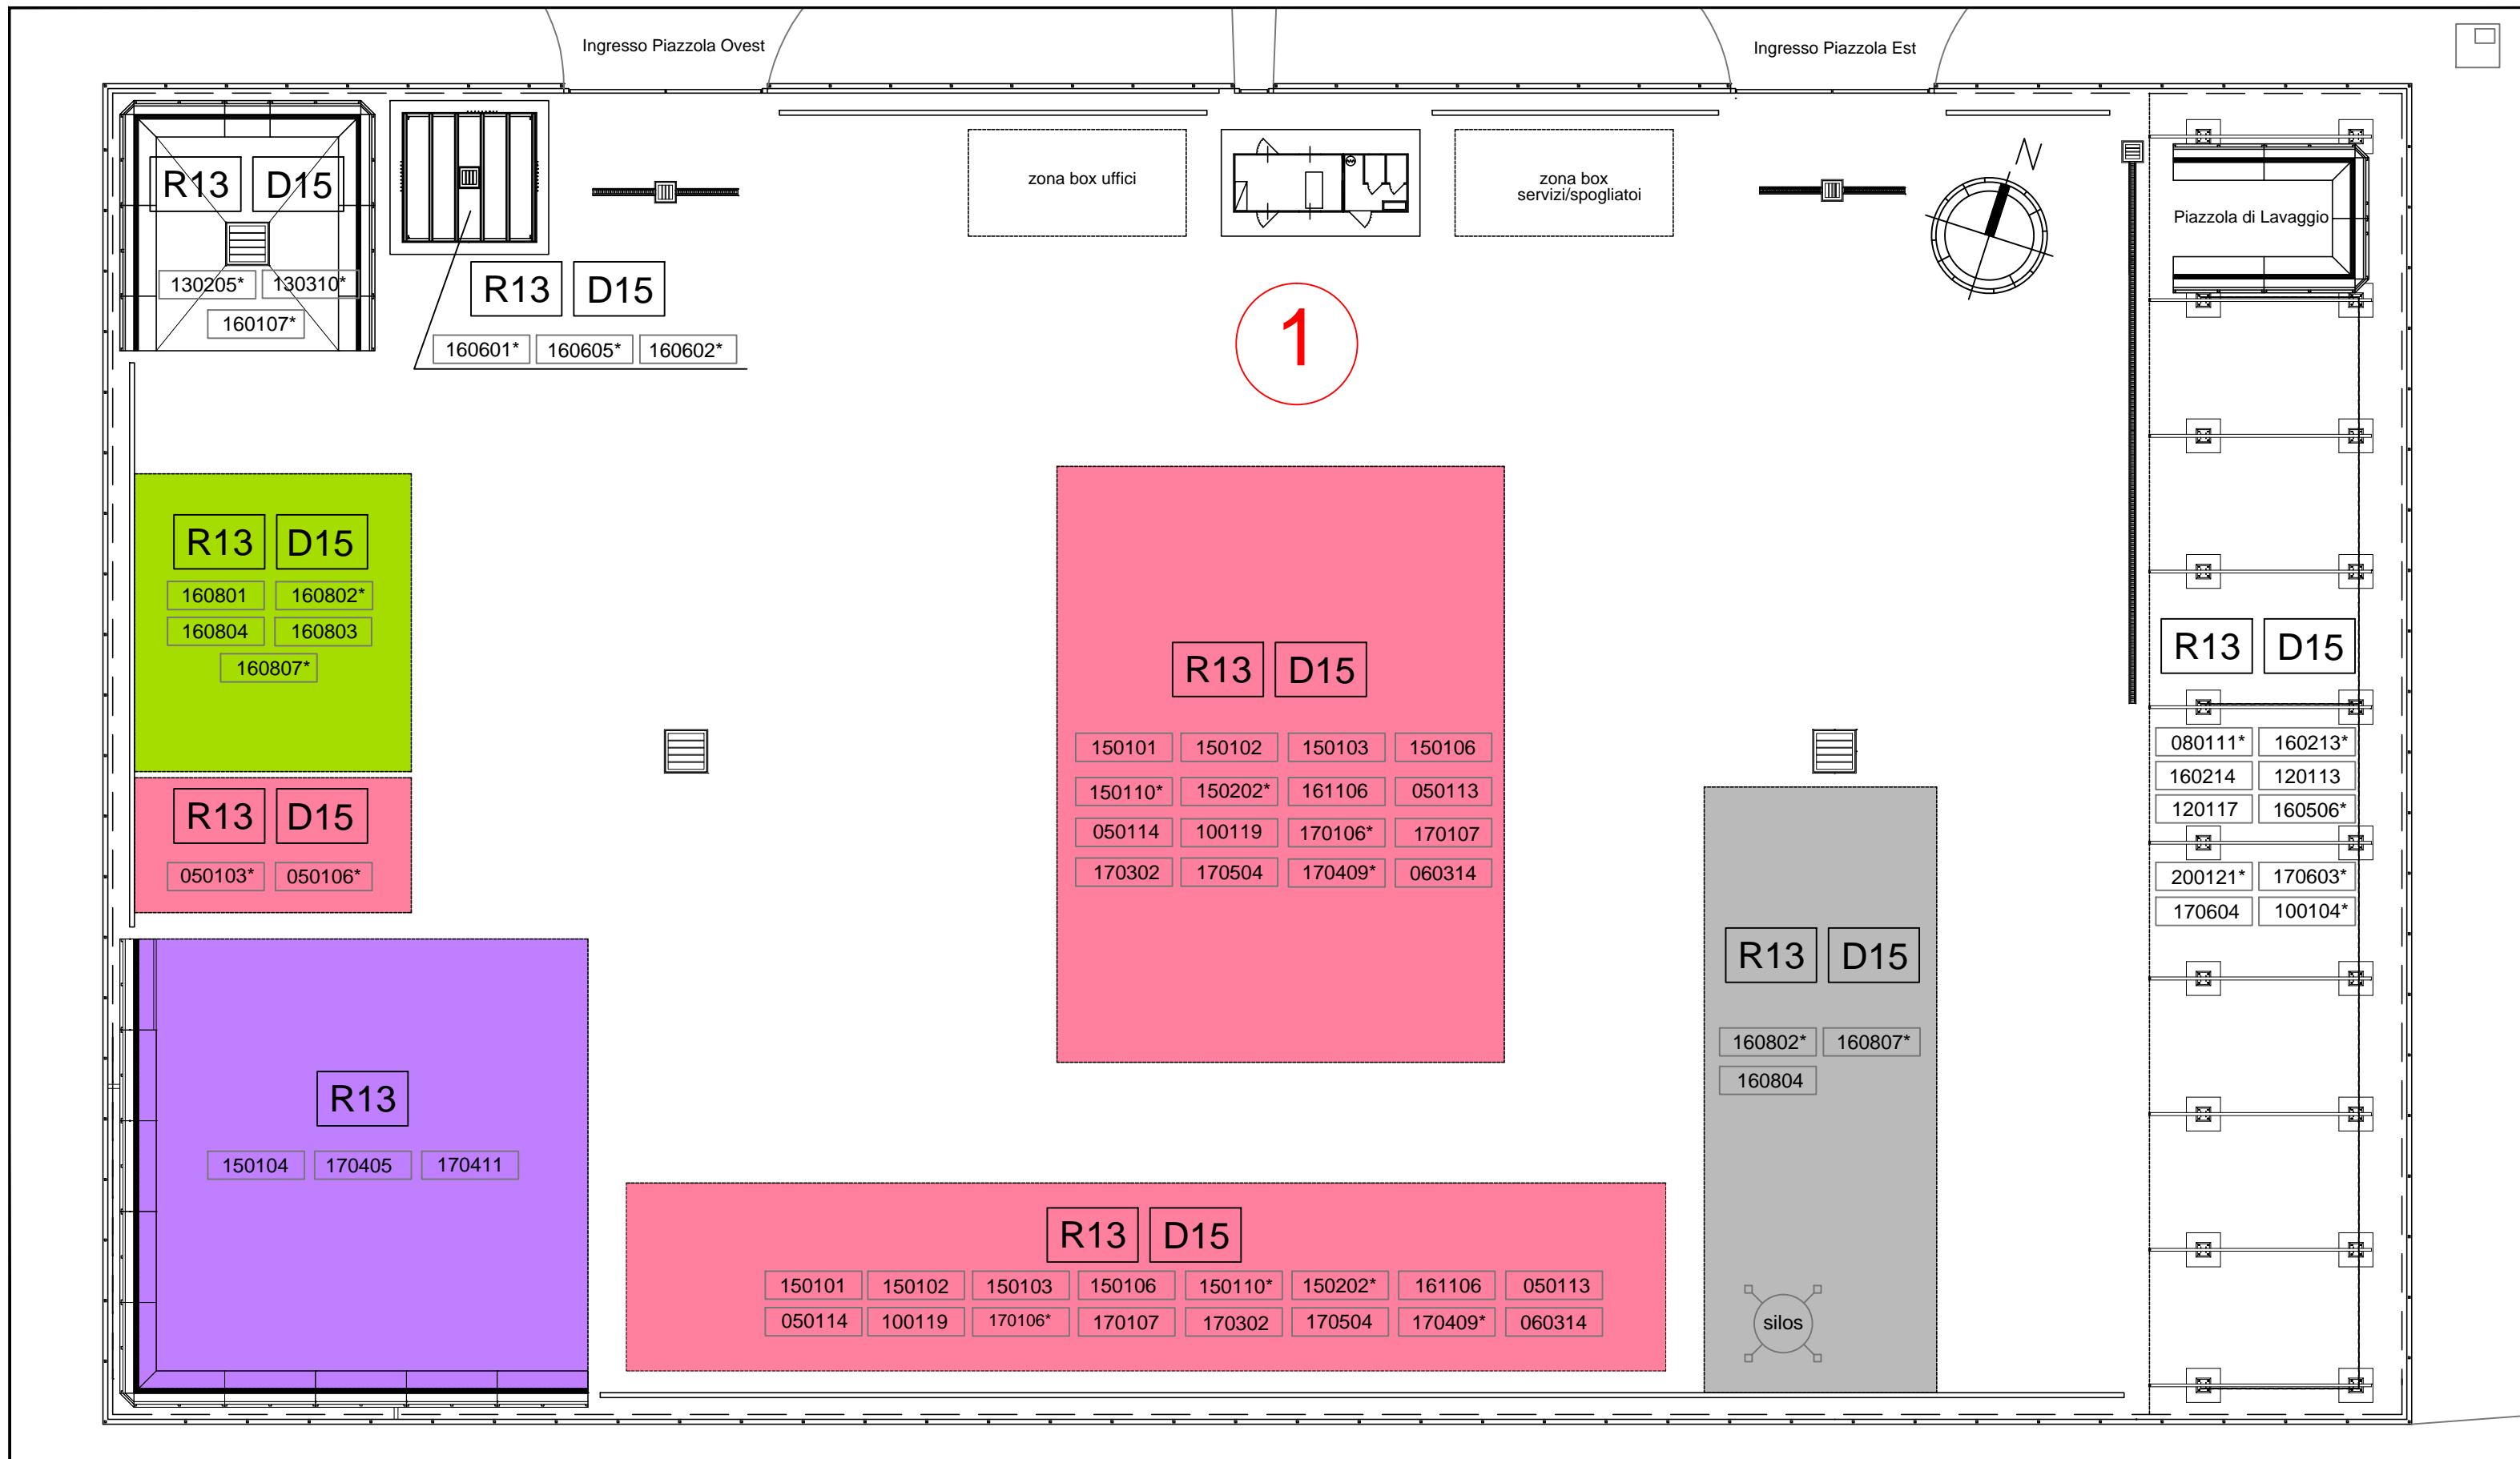 Ingresso Piazzola Ovest
Ingresso Piazzola Est
R13 D15
130205* 130310*
160107*
R13 D15
160601* 160605* 160602*
zona box uffici
zona box
servizi/spogliatoi
N
Piazzola di Lavaggio
1
R13 D15
160801 160802*
160804 160803
160807*
R13 D15
050103* 050106*
R13
150104 170405 170411
R13 D15
150101 150102 150103 150106
150110* 150202* 161106 050113
050114 100119 170106* 170107
170302 170504 170409* 060314
R13 D15
150101 150102 150103 150106 150110* 150202* 161106 050113
050114 100119 170106* 170107 170302 170504 170409* 060314
R13 D15
160802* 160807*
160804
silos
R13 D15
080111* 160213*
160214 120113
120117 160506*
200121* 170603*
170604 100104*